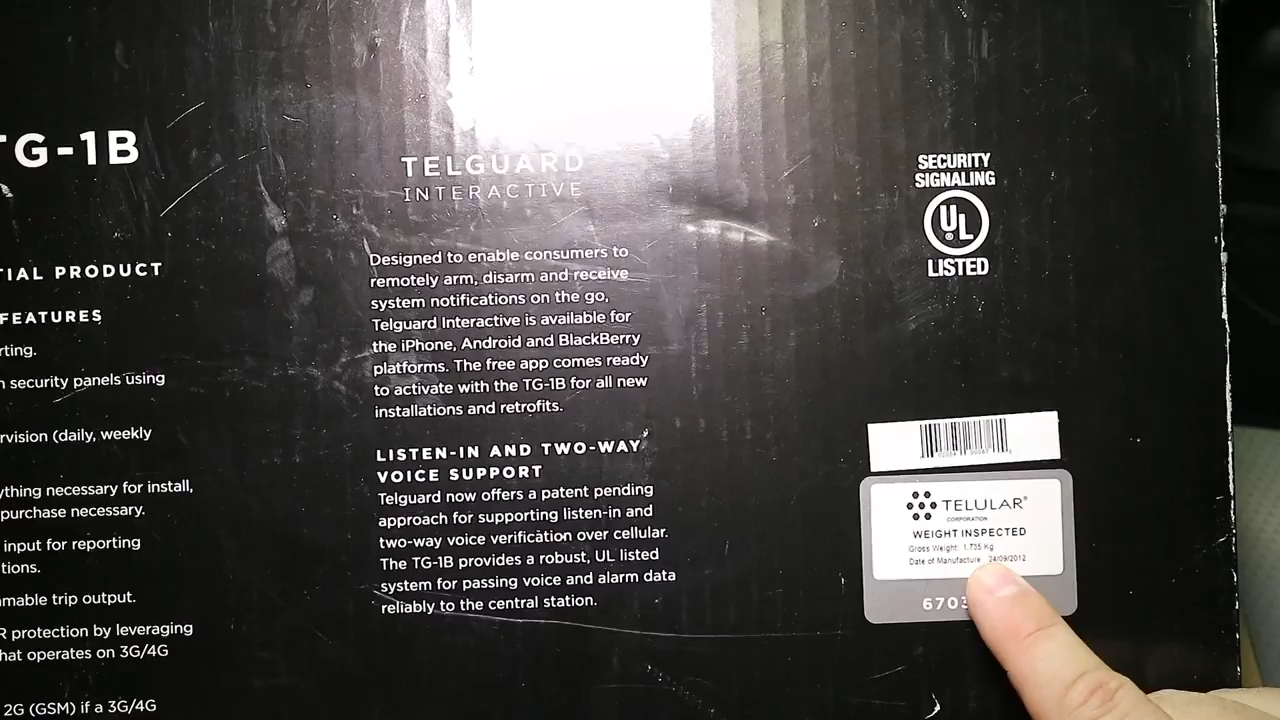 TG-1B
TIAL PRODUCT
FEATURES
rting.
n security panels using
rvision (daily, weekly
ything necessary for install,
purchase necessary.
input for reporting
tions.
mable trip output.
R protection by leveraging
hat operates on 3G/4G
2G (GSM) if a 3G/4G
TELGUARD
INTERACTIVE
Designed to enable consumers to
remotely arm, disarm and receive
system notifications on the go,
Telguard Interactive is available for
the iPhone, Android and BlackBerry
platforms. The free app comes ready
to activate with the TG-1B for all new
installations and retrofits.
LISTEN-IN AND TWO-WAY
VOICE SUPPORT
Telguard now offers a patent pending
approach for supporting listen-in and
two-way voice verification over cellular.
The TG-1B provides a robust, UL listed
system for passing voice and alarm data
reliably to the central station.
SECURITY
SIGNALING
UL®
LISTED
TELULAR®
CORPORATION
WEIGHT INSPECTED
Gross Weight: 1,735 Kg
Date of Manufacture 24/09/2012
6703